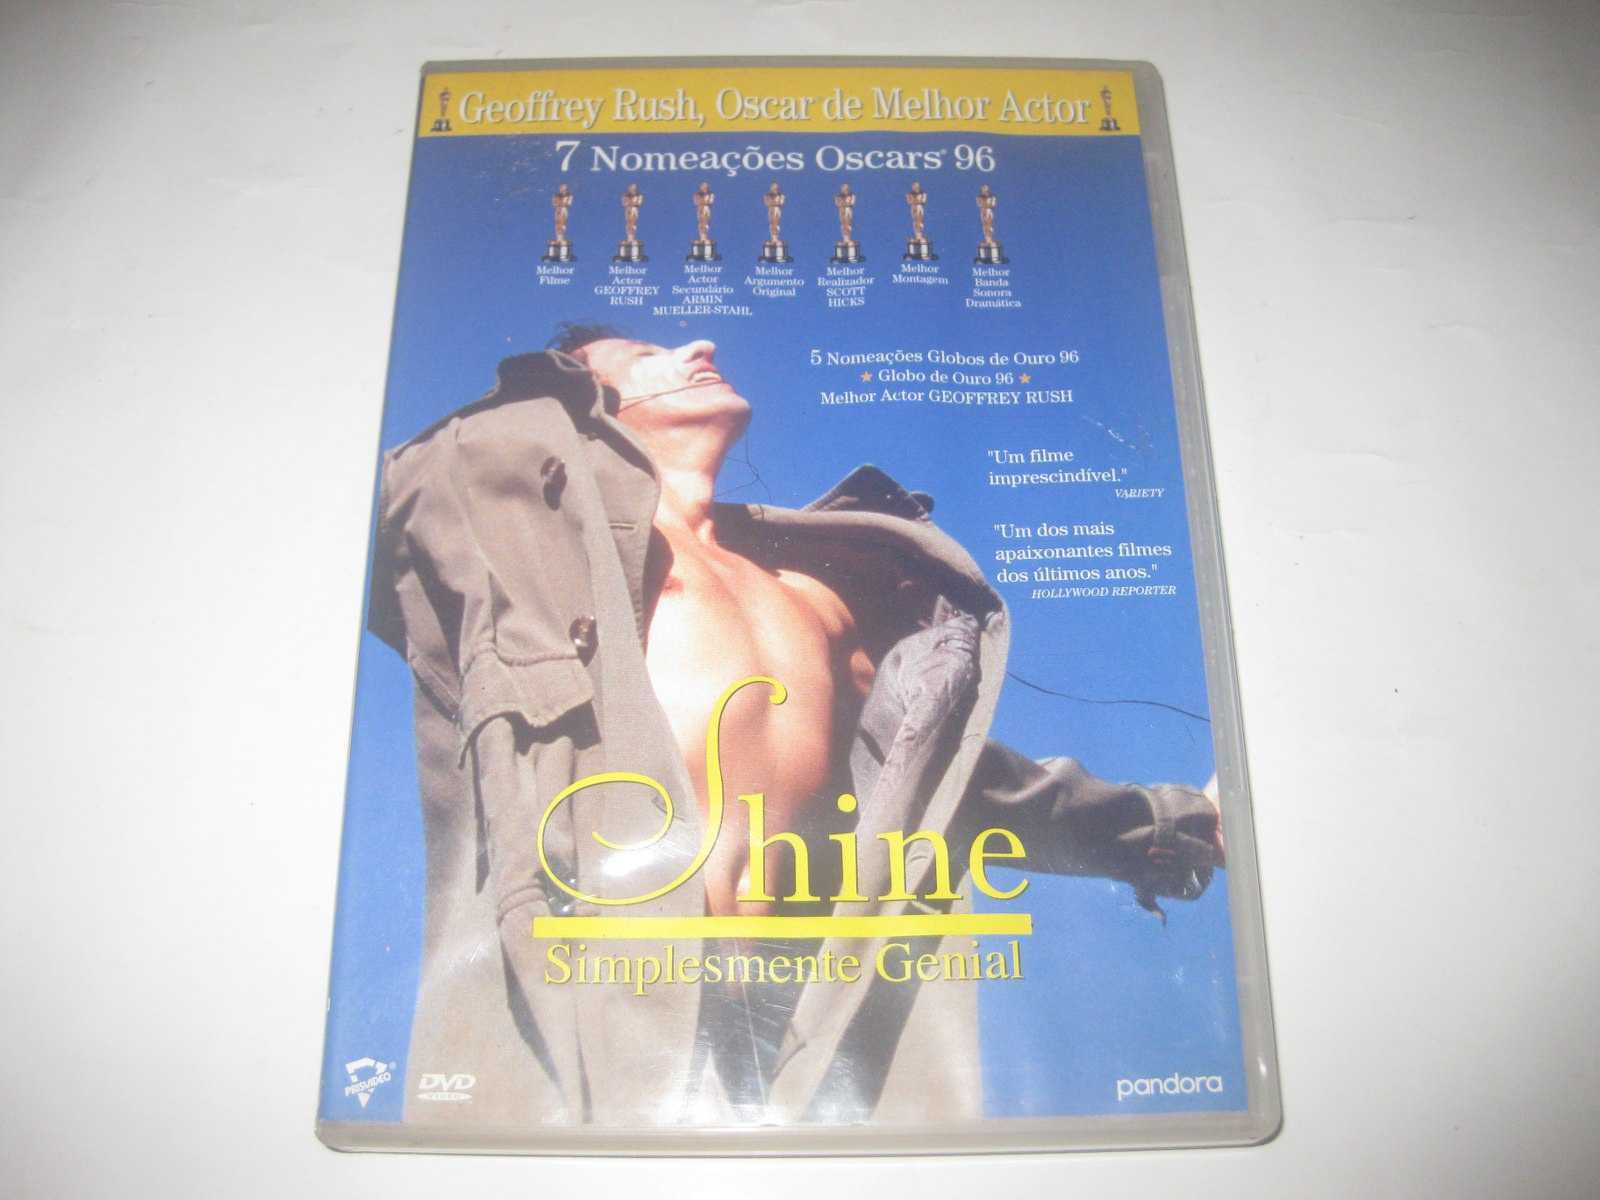 Geoffrey Rush, Oscar de Melhor Actor
7 Nomeações Oscars® 96
Melhor
Filme
Melhor
Actor
GEOFFREY
RUSH
Melhor
Actor
Secundário
ARMIN
MUELLER-STAHL
Melhor
Argumento
Original
Melhor
Realizador
SCOTT
HICKS
Melhor
Montagem
Melhor
Banda
Sonora
Dramática
5 Nomeações Globos de Ouro 96
★ Globo de Ouro 96 ★
Melhor Actor GEOFFREY RUSH
"Um filme
imprescindível."
VARIETY
"Um dos mais
apaixonantes filmes
dos últimos anos."
HOLLYWOOD REPORTER
Shine
Simplesmente Genial
PRISVIDEO®
DVD
VIDEO
pandora